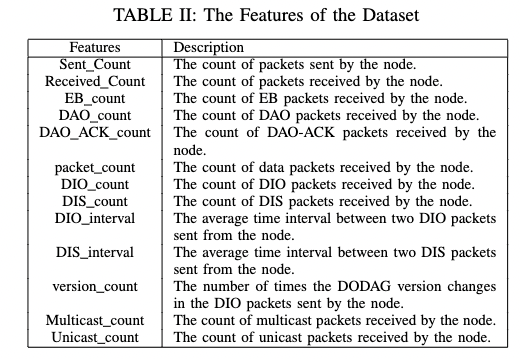 TABLE II: The Features of the Dataset
Features Description
Sent_Count The count of packets sent by the node.
Received_Count The count of packets received by the node.
EB_count The count of EB packets received by the node.
DAO_count The count of DAO packets received by the node.
DAO_ACK_count The count of DAO-ACK packets received by the
node.
packet_count The count of data packets received by the node.
DIO_count The count of DIO packets received by the node.
DIS_count The count of DIS packets received by the node.
DIO_interval The average time interval between two DIO packets
sent from the node.
DIS_interval The average time interval between two DIS packets
sent from the node.
version_count The number of times the DODAG version changes
in the DIO packets sent by the node.
Multicast_count The count of multicast packets received by the node.
Unicast_count The count of unicast packets received by the node.